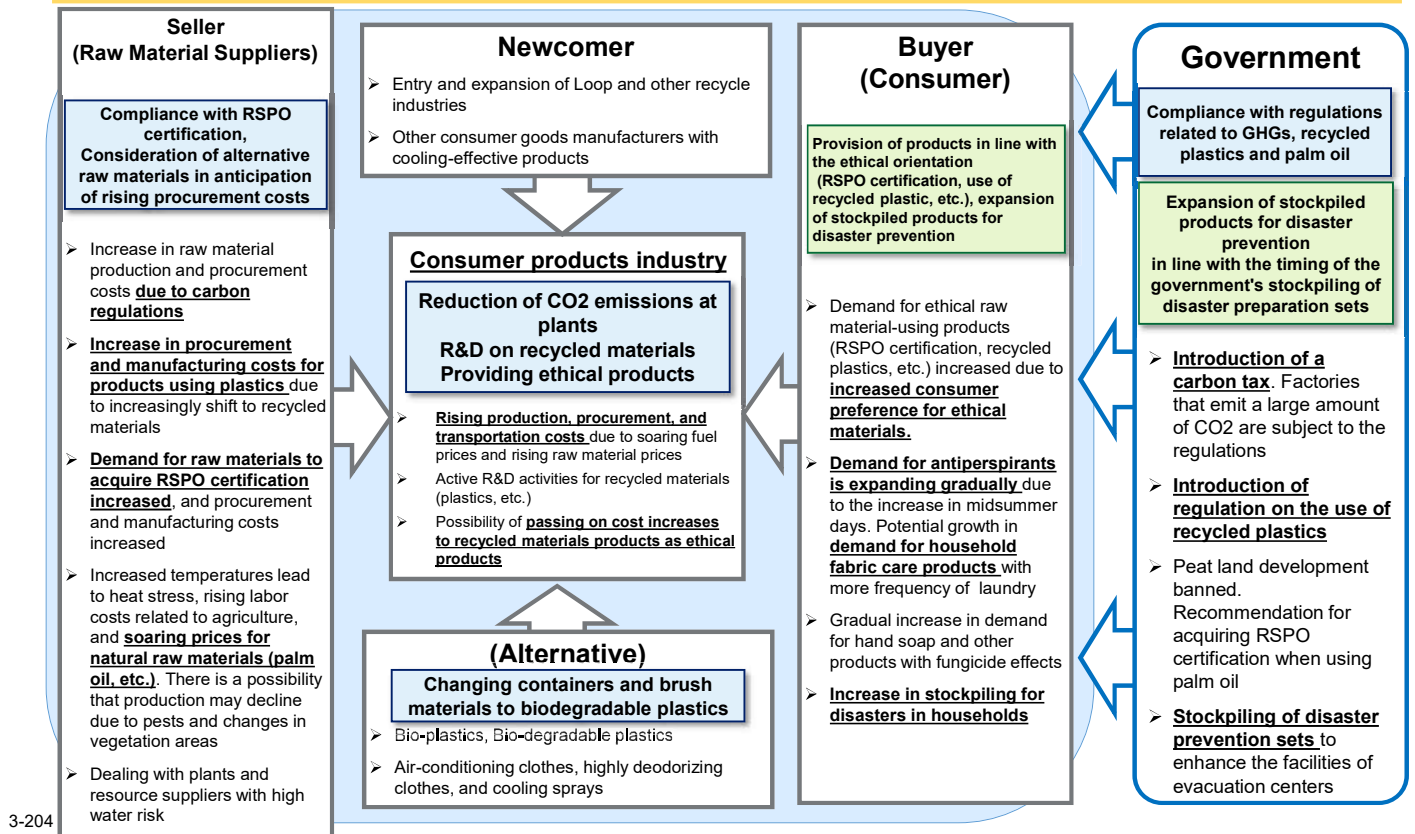 Seller
(Raw Material Suppliers)
Compliance with RSPO
certification,
Consideration of alternative
raw materials in anticipation
of rising procurement costs
➢ Increase in raw material
production and procurement
costs due to carbon
regulations
➢ Increase in procurement
and manufacturing costs for
products using plastics due
to increasingly shift to recycled
materials
➢ Demand for raw materials to
acquire RSPO certification
increased, and procurement
and manufacturing costs
increased
➢ Increased temperatures lead
to heat stress, rising labor
costs related to agriculture,
and soaring prices for
natural raw materials (palm
oil, etc.). There is a possibility
that production may decline
due to pests and changes in
vegetation areas
➢ Dealing with plants and
resource suppliers with high
water risk
Newcomer
➢ Entry and expansion of Loop and other recycle
industries
➢ Other consumer goods manufacturers with
cooling-effective products
Consumer products industry
Reduction of CO2 emissions at
plants
R&D on recycled materials
Providing ethical products
➢ Rising production, procurement, and
transportation costs due to soaring fuel
prices and rising raw material prices
➢ Active R&D activities for recycled materials
(plastics, etc.)
➢ Possibility of passing on cost increases
to recycled materials products as ethical
products
(Alternative)
Changing containers and brush
materials to biodegradable plastics
➢ Bio-plastics, Bio-degradable plastics
➢ Air-conditioning clothes, highly deodorizing
clothes, and cooling sprays
Buyer
(Consumer)
Provision of products in line with
the ethical orientation
(RSPO certification, use of
recycled plastic, etc.), expansion
of stockpiled products for
disaster prevention
➢ Demand for ethical raw
material-using products
(RSPO certification, recycled
plastics, etc.) increased due to
increased consumer
preference for ethical
materials.
➢ Demand for antiperspirants
is expanding gradually due
to the increase in midsummer
days. Potential growth in
demand for household
fabric care products with
more frequency of laundry
➢ Gradual increase in demand
for hand soap and other
products with fungicide effects
➢ Increase in stockpiling for
disasters in households
Government
Compliance with regulations
related to GHGs, recycled
plastics and palm oil
Expansion of stockpiled
products for disaster
prevention
in line with the timing of the
government's stockpiling of
disaster preparation sets
➢ Introduction of a
carbon tax. Factories
that emit a large amount
of CO2 are subject to the
regulations
➢ Introduction of
regulation on the use of
recycled plastics
➢ Peat land development
banned.
Recommendation for
acquiring RSPO
certification when using
palm oil
➢ Stockpiling of disaster
prevention sets to
enhance the facilities of
evacuation centers
3-204